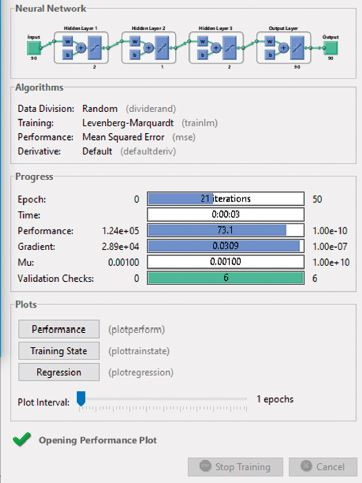 Neural Network
Hidden Layer 1 Hidden Layer 2 Hidden Layer 3 Output Layer
Input Output
W W W W
b b b b
90 2 1 2 90 90
Algorithms
Data Division: Random (dividerand)
Training: Levenberg-Marquardt (trainlm)
Performance: Mean Squared Error (mse)
Derivative: Default (defaultderiv)
Progress
Epoch: 0 21 iterations 50
Time: 0:00:03
Performance: 1.24e+05 73.1 1.00e-10
Gradient: 2.89e+04 0.0309 1.00e-07
Mu: 0.00100 0.00100 1.00e+10
Validation Checks: 0 6 6
Plots
Performance (plotperform)
Training State (plottrainstate)
Regression (plotregression)
Plot Interval: 1 epochs
Opening Performance Plot
Stop Training Cancel